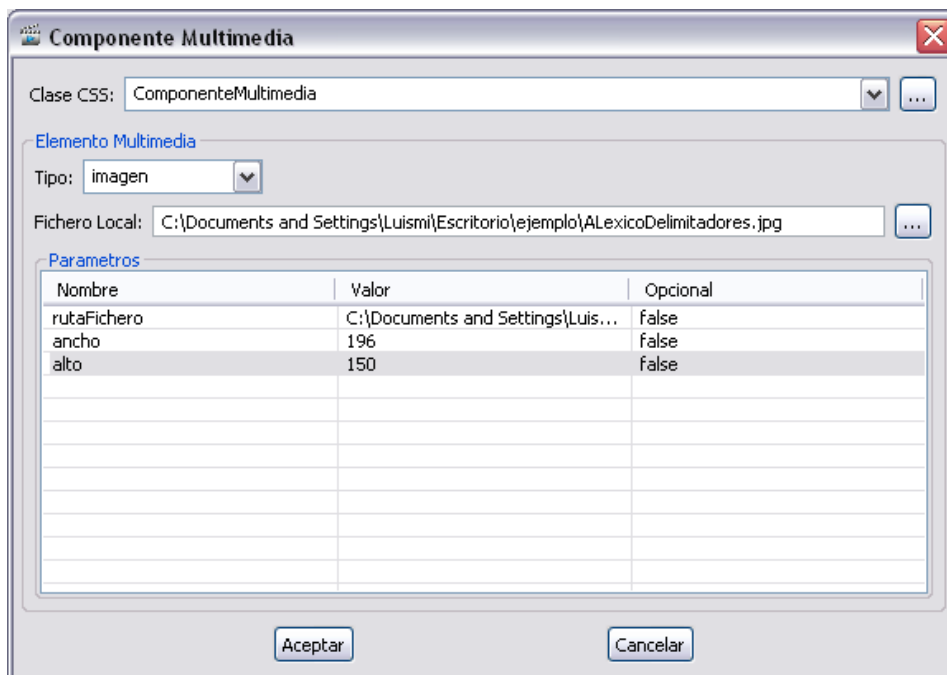 Componente Multimedia
Clase CSS: ComponenteMultimedia ...
Elemento Multimedia
Tipo: imagen
Fichero Local: C:\Documents and Settings\Luismi\Escritorio\ejemplo\ALexicoDelimitadores.jpg ...
Parametros
Nombre Valor Opcional
rutaFichero C:\Documents and Settings\Luis... false
ancho 196 false
alto 150 false
Aceptar Cancelar